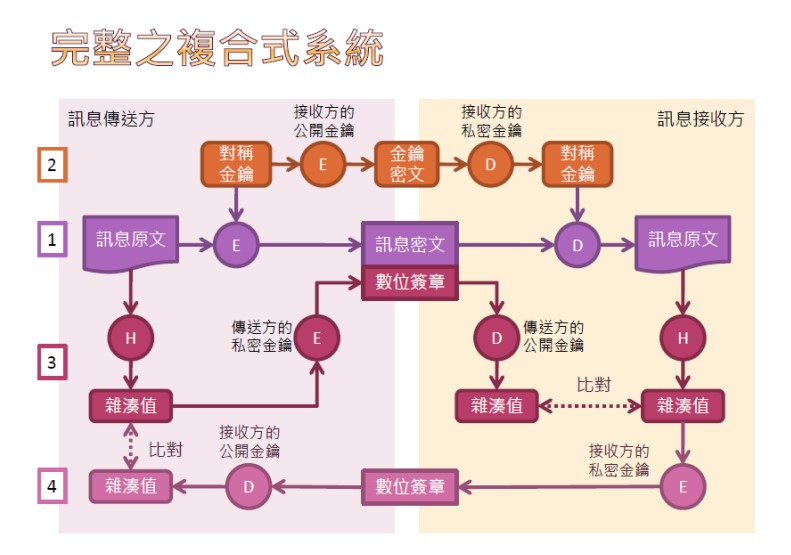 完整之複合式系統
訊息傳送方
訊息接收方
接收方的
公開金鑰
接收方的
私密金鑰
2
對稱
金鑰
E
金鑰
密文
D
對稱
金鑰
1
訊息原文
E
訊息密文
D
訊息原文
數位簽章
3
H
傳送方的
私密金鑰
E
D
傳送方的
公開金鑰
H
雜湊值
雜湊值
比對
雜湊值
比對
接收方的
公開金鑰
接收方的
私密金鑰
4
雜湊值
D
數位簽章
E